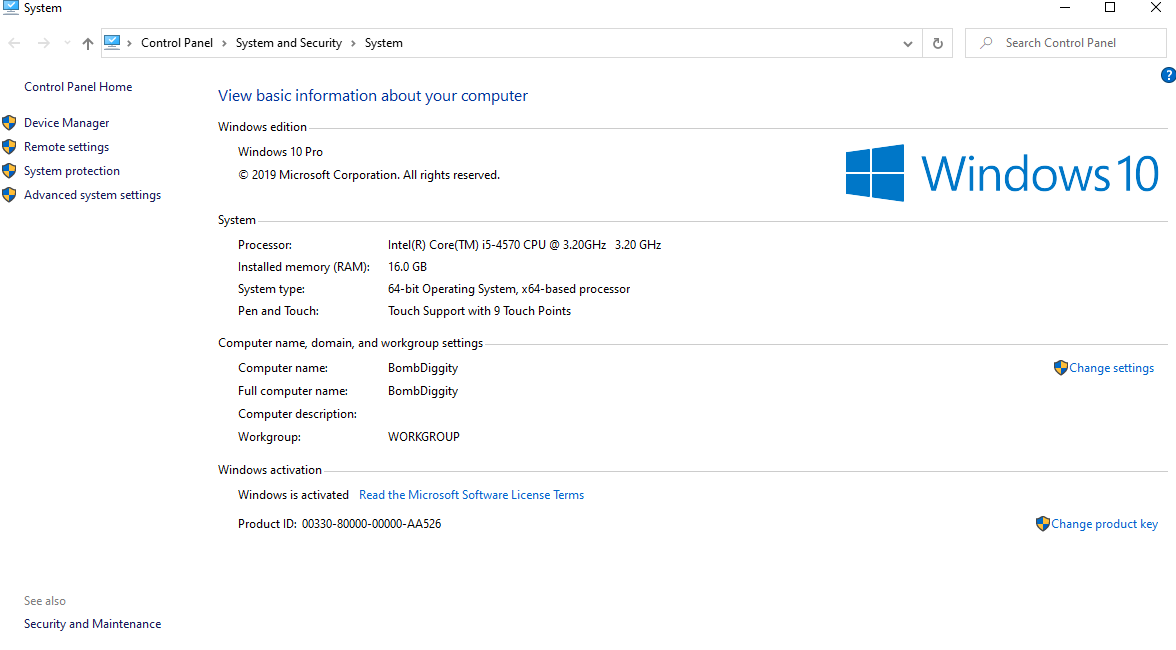 System
Control Panel › System and Security › System
Search Control Panel
?
Control Panel Home
Device Manager
Remote settings
System protection
Advanced system settings
View basic information about your computer
Windows edition
Windows 10 Pro
© 2019 Microsoft Corporation. All rights reserved.
Windows 10
System
Processor: Intel(R) Core(TM) i5-4570 CPU @ 3.20GHz 3.20 GHz
Installed memory (RAM): 16.0 GB
System type: 64-bit Operating System, x64-based processor
Pen and Touch: Touch Support with 9 Touch Points
Computer name, domain, and workgroup settings
Computer name: BombDiggity
Change settings
Full computer name: BombDiggity
Computer description:
Workgroup: WORKGROUP
Windows activation
Windows is activated Read the Microsoft Software License Terms
Product ID: 00330-80000-00000-AA526
Change product key
See also
Security and Maintenance